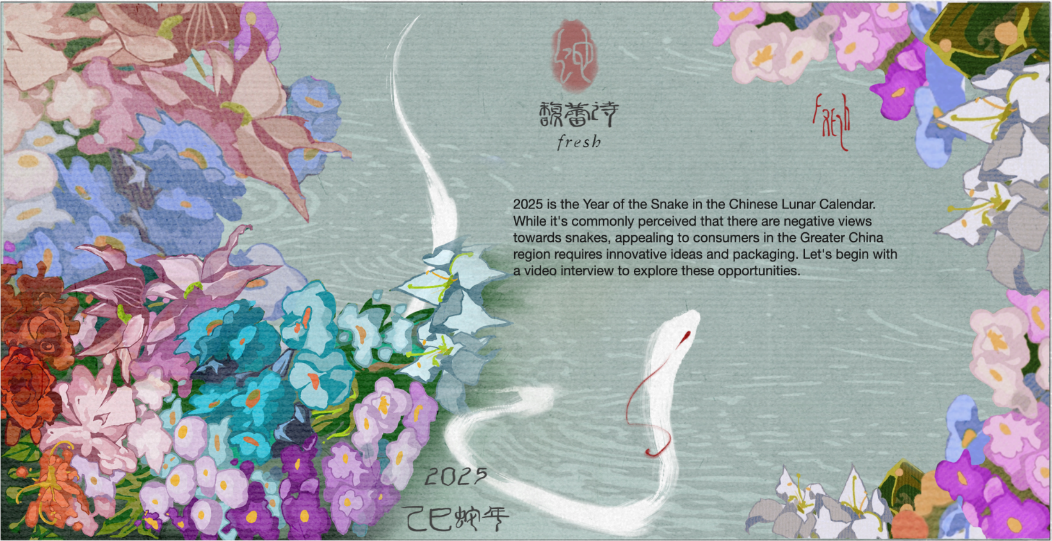 馥蕾诗
fresh
FREsh
2025 is the Year of the Snake in the Chinese Lunar Calendar.
While it's commonly perceived that there are negative views
towards snakes, appealing to consumers in the Greater China
region requires innovative ideas and packaging. Let's begin with
a video interview to explore these opportunities.
2025
乙巳蛇年